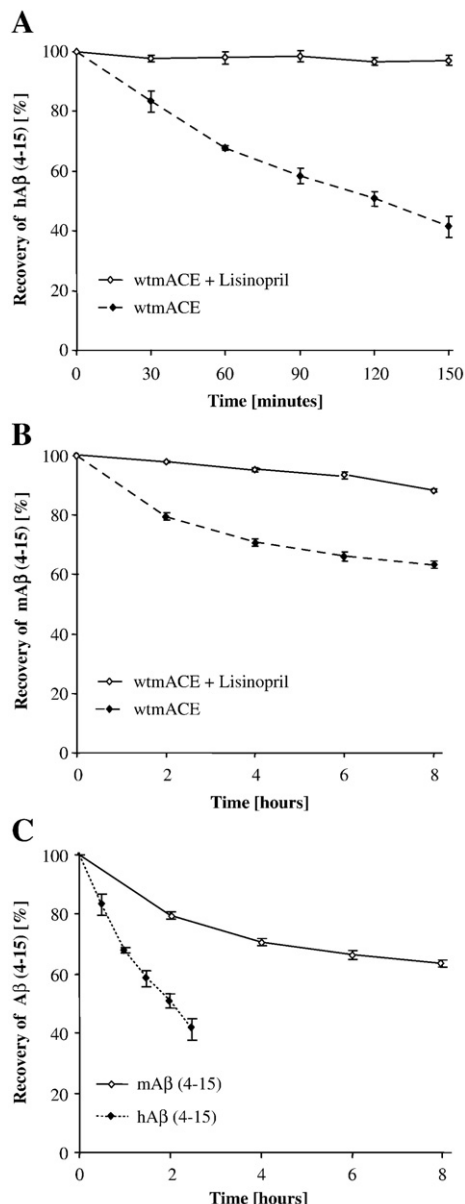 A
Recovery of hAβ (4-15) [%]
100
80
60
40
20
0
wtmACE + Lisinopril
wtmACE
0 30 60 90 120 150
Time [minutes]
B
Recovery of mAβ (4-15) [%]
100
80
60
40
20
0
wtmACE + Lisinopril
wtmACE
0 2 4 6 8
Time [hours]
C
Recovery of Aβ (4-15) [%]
100
80
60
40
20
0
mAβ (4-15)
hAβ (4-15)
0 2 4 6 8
Time [hours]